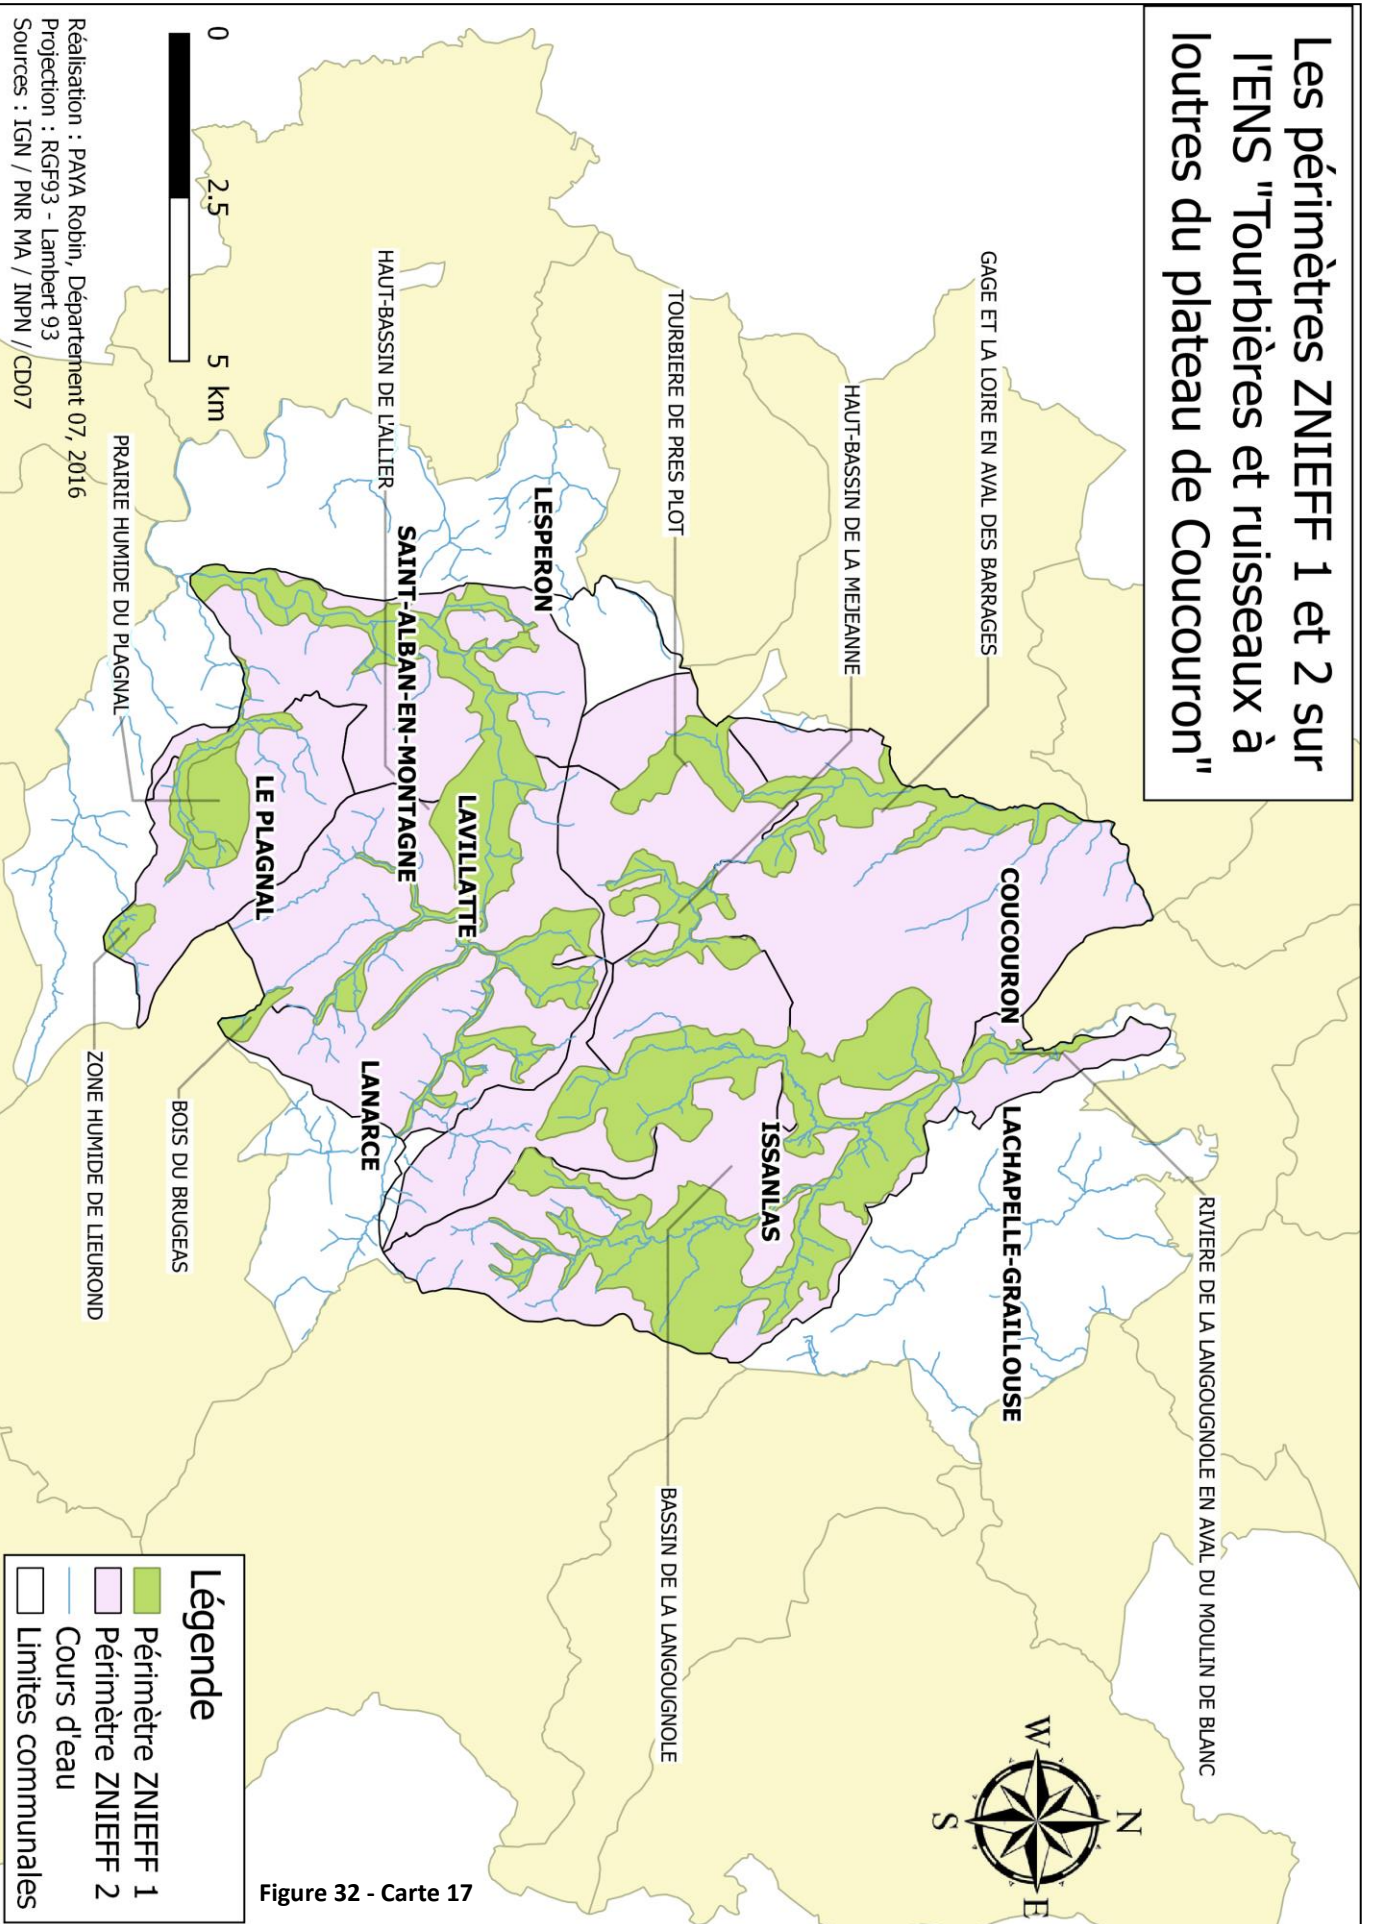 Les périmètres ZNIEFF 1 et 2 sur
l'ENS "Tourbières et ruisseaux à
loutres du plateau de Coucouron"
GAGE ET LA LOIRE EN AVAL DES BARRAGES
HAUT-BASSIN DE LA MEJEANNE
TOURBIERE DE PRES PLOT
HAUT-BASSIN DE L'ALLIER
PRAIRIE HUMIDE DU PLAGNAL
RIVIERE DE LA LANGOUGNOLE EN AVAL DU MOULIN DE BLANC
BASSIN DE LA LANGOUGNOLE
BOIS DU BRUGEAS
ZONE HUMIDE DE LIEUROND
COUCOURON
LACHAPELLE-GRAILLOUSE
ISSANLAS
LESPERON
LAVILLATTE
SAINT-ALBAN-EN-MONTAGNE
LANARCE
LE PLAGNAL
N
W
E
S
0
2.5
5 km
Réalisation : PAYA Robin, Département 07, 2016
Projection : RGF93 - Lambert 93
Sources : IGN / PNR MA / INPN / CD07
Légende
Périmètre ZNIEFF 1
Périmètre ZNIEFF 2
Cours d'eau
Limites communales
Figure 32 - Carte 17